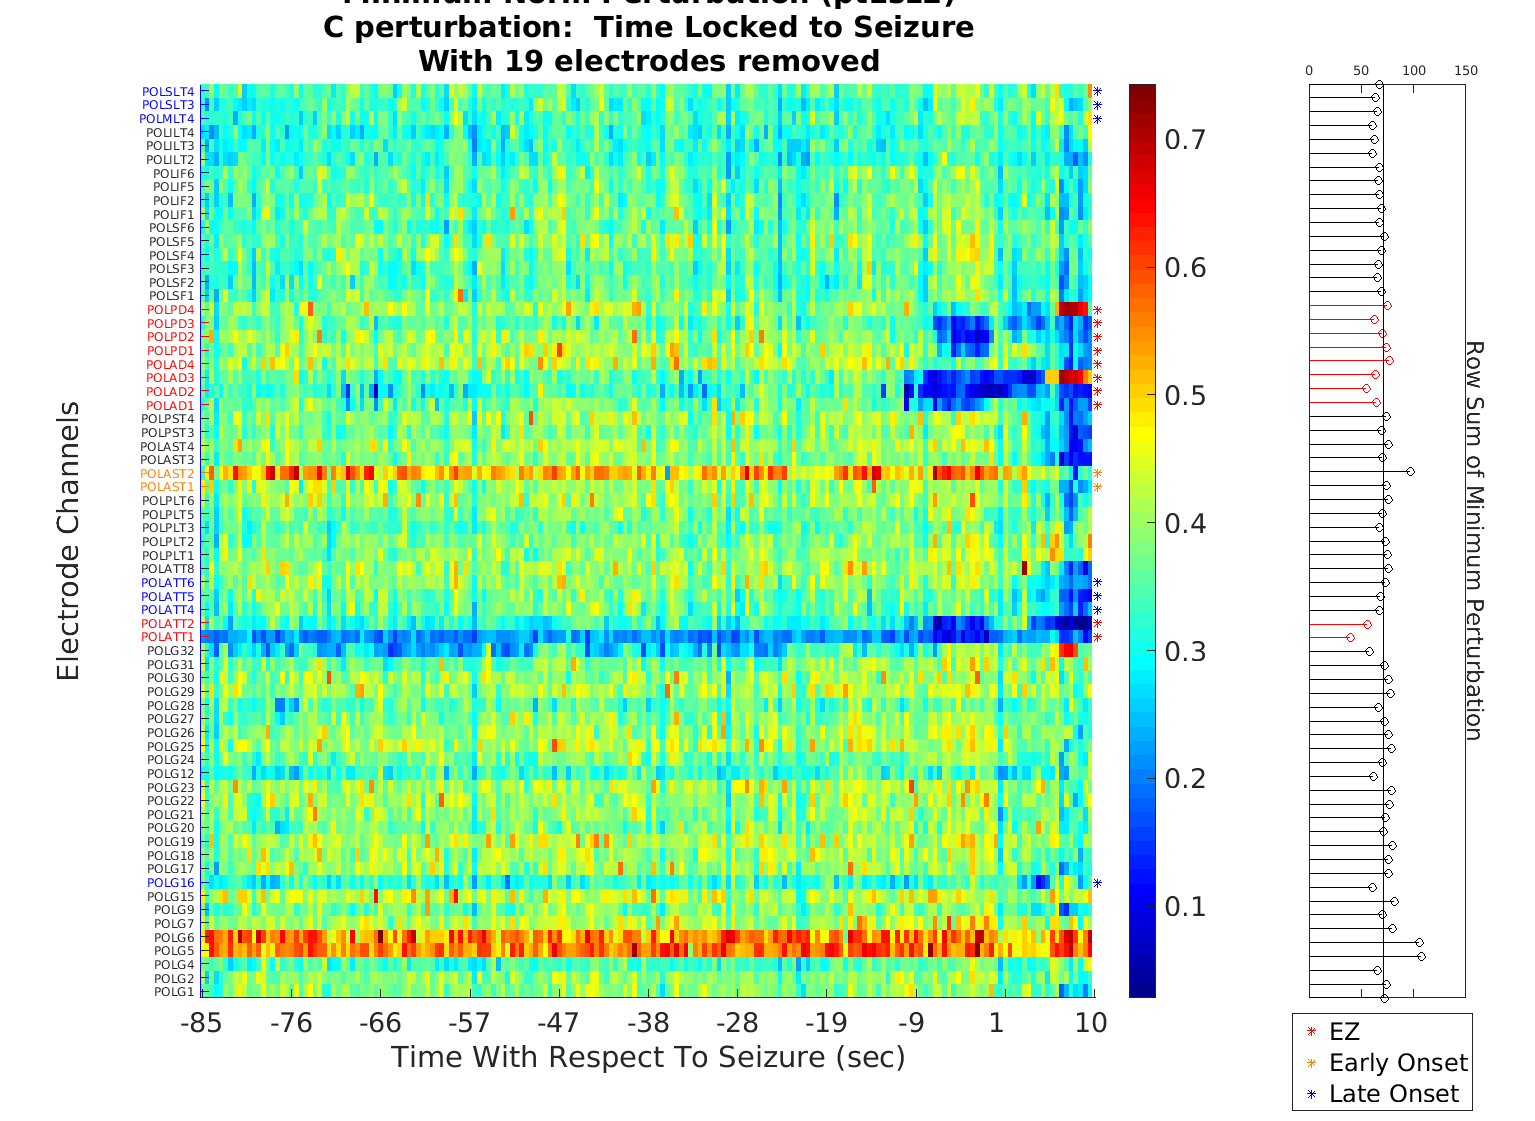 C perturbation: Time Locked to Seizure
With 19 electrodes removed
POLSLT4
POLSLT3
POLMLT4
POLILT4
POLILT3
POLILT2
POLIF6
POLIF5
POLIF2
POLIF1
POLSF6
POLSF5
POLSF4
POLSF3
POLSF2
POLSF1
POLPD4
POLPD3
POLPD2
POLPD1
POLAD4
POLAD3
POLAD2
POLAD1
POLPST4
POLPST3
POLAST4
POLAST3
POLAST2
POLAST1
POLPLT6
POLPLT5
POLPLT3
POLPLT2
POLPLT1
POLATT8
POLATT6
POLATT5
POLATT4
POLATT2
POLATT1
POLG32
POLG31
POLG30
POLG29
POLG28
POLG27
POLG26
POLG25
POLG24
POLG12
POLG23
POLG22
POLG21
POLG20
POLG19
POLG18
POLG17
POLG16
POLG15
POLG9
POLG7
POLG6
POLG5
POLG4
POLG2
POLG1
Electrode Channels
-85 -76 -66 -57 -47 -38 -28 -19 -9 1 10
Time With Respect To Seizure (sec)
0.7
0.6
0.5
0.4
0.3
0.2
0.1
0 50 100 150
Row Sum of Minimum Perturbation
EZ
Early Onset
Late Onset